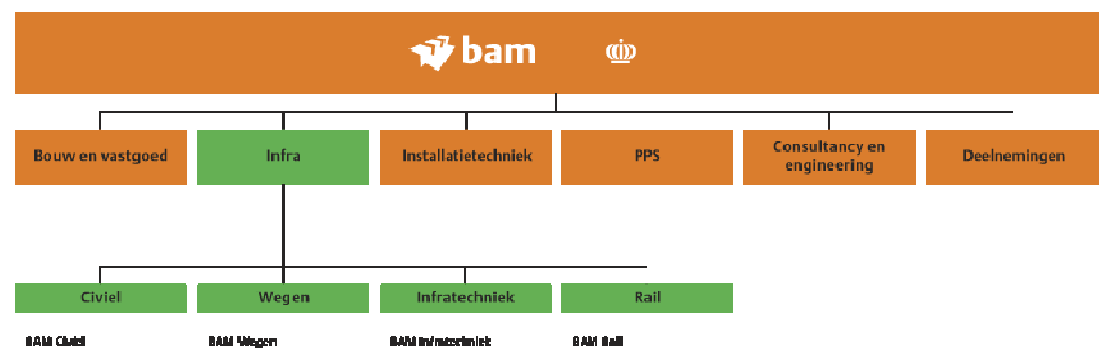 bam
Bouw en vastgoed
Infra
Installatietechniek
PPS
Consultancy en
engineering
Deelnemingen
Civiel
Wegen
Infratechniek
Rail
BAM Civiel
BAM Wegen
BAM Infratechniek
BAM Rail